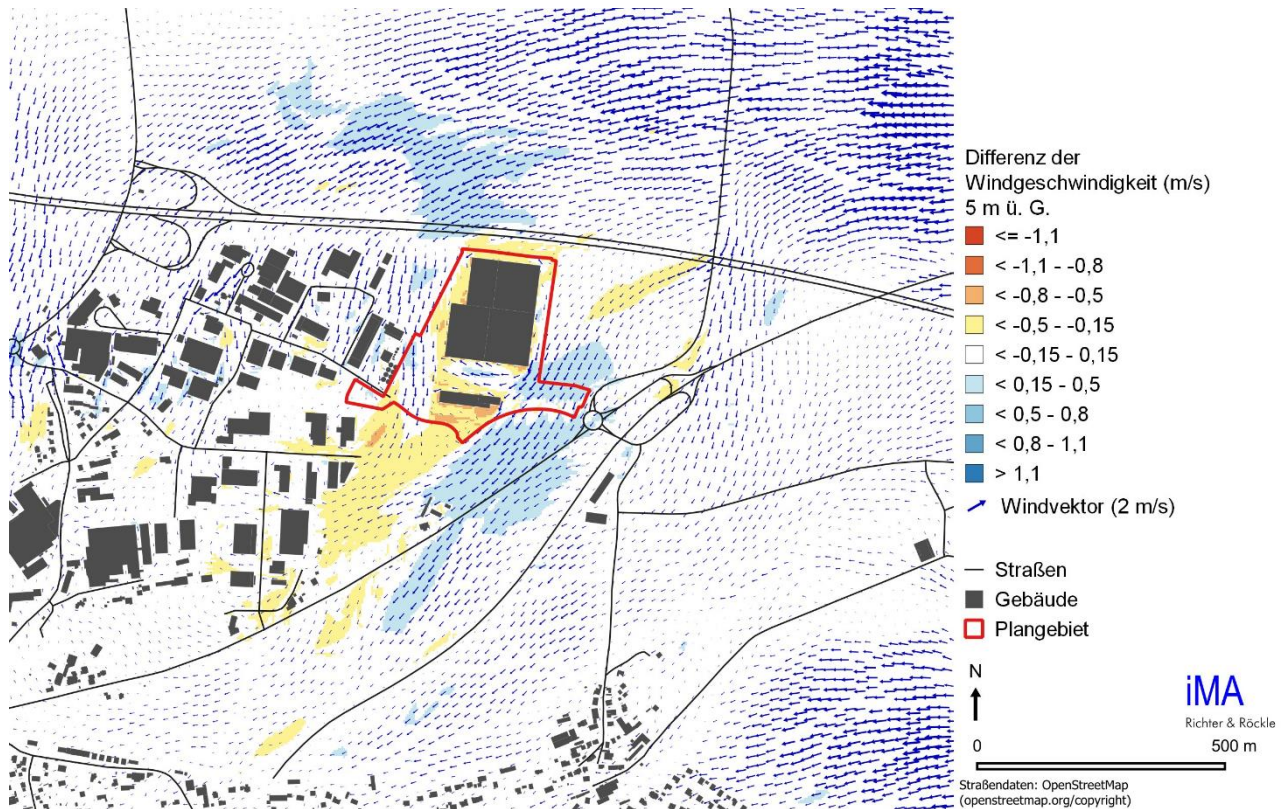 Differenz der
Windgeschwindigkeit (m/s)
5 m ü. G.
<= -1,1
< -1,1 - -0,8
< -0,8 - -0,5
< -0,5 - -0,15
< -0,15 - 0,15
< 0,15 - 0,5
< 0,5 - 0,8
< 0,8 - 1,1
> 1,1
Windvektor (2 m/s)
Straßen
Gebäude
Plangebiet
N
iMA
Richter & Röckle
0 500 m
Straßendaten: OpenStreetMap
(openstreetmap.org/copyright)